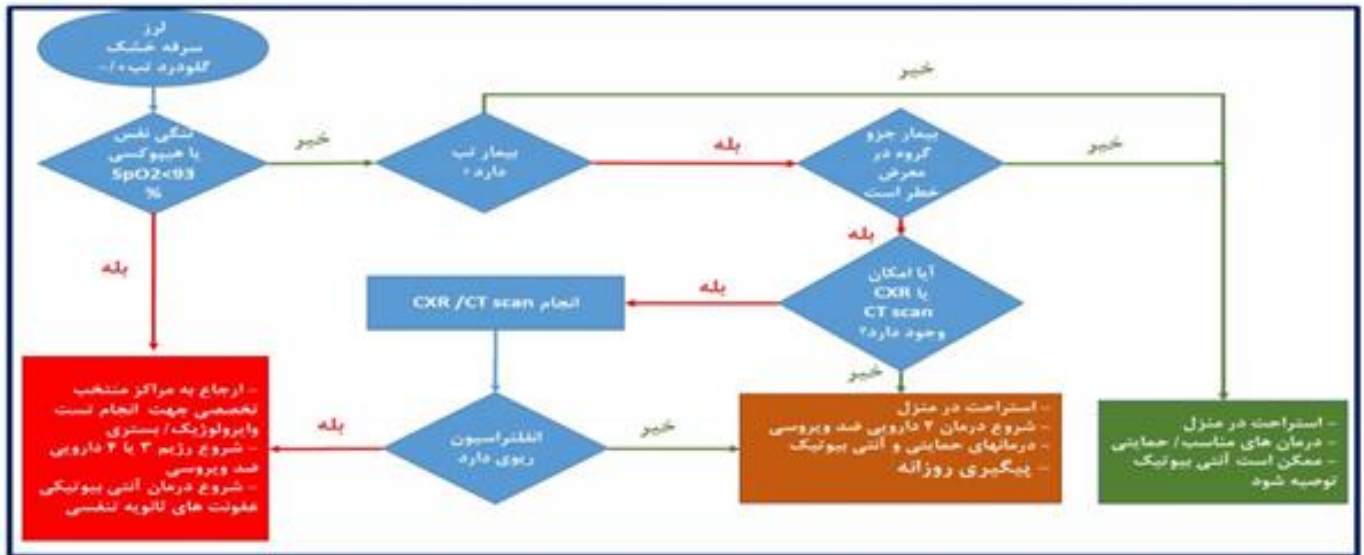 لرز
سرفه خشک
گلودرد تب+/-
تنگی نفس
یا هیپوکسی
SpO2<93
%
خیر
بیمار تب
دارد؟
خیر
بله
بیمار جزو
گروه در
معرض
خطر است
خیر
بله
بله
آیا امکان
CXR یا
CT scan
وجود دارد؟
بله
انجام CXR /CT scan
خیر
انفلتراسیون
ریوی دارد
بله
خیر
– ارجاع به مراکز منتخب
تخصصی جهت انجام تست
وایرولوژیک/ بستری
– شروع رژیم ۳ یا ۴ دارویی
ضد ویروسی
– شروع درمان آنتی بیوتیکی
عفونت های ثانویه تنفسی
– استراحت در منزل
– شروع درمان ۲ دارویی ضد ویروسی
– درمانهای حمایتی و آنتی بیوتیک
– پیگیری روزانه
– استراحت در منزل
– درمان های مناسب/ حمایتی
– ممکن است آنتی بیوتیک
توصیه شود